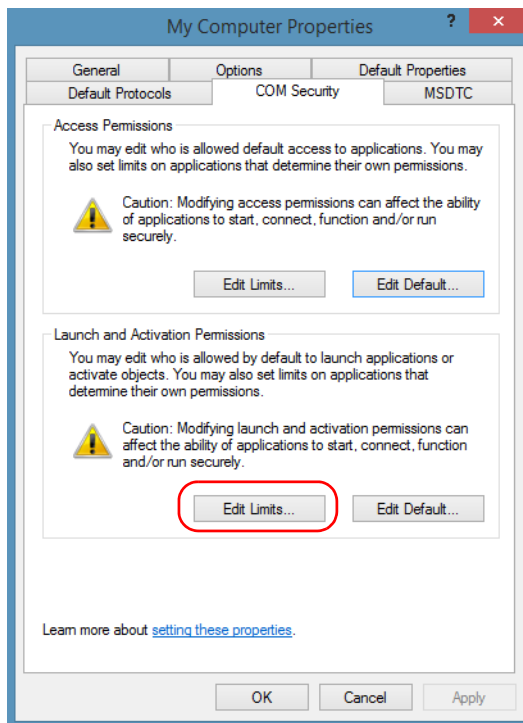 My Computer Properties
? ×
General Options Default Properties
Default Protocols COM Security MSDTC
Access Permissions
You may edit who is allowed default access to applications. You may
also set limits on applications that determine their own permissions.
Caution: Modifying access permissions can affect the ability
of applications to start, connect, function and/or run
securely.
Edit Limits... Edit Default...
Launch and Activation Permissions
You may edit who is allowed by default to launch applications or
activate objects. You may also set limits on applications that
determine their own permissions.
Caution: Modifying launch and activation permissions can
affect the ability of applications to start, connect, function
and/or run securely.
Edit Limits... Edit Default...
Learn more about setting these properties.
OK Cancel Apply